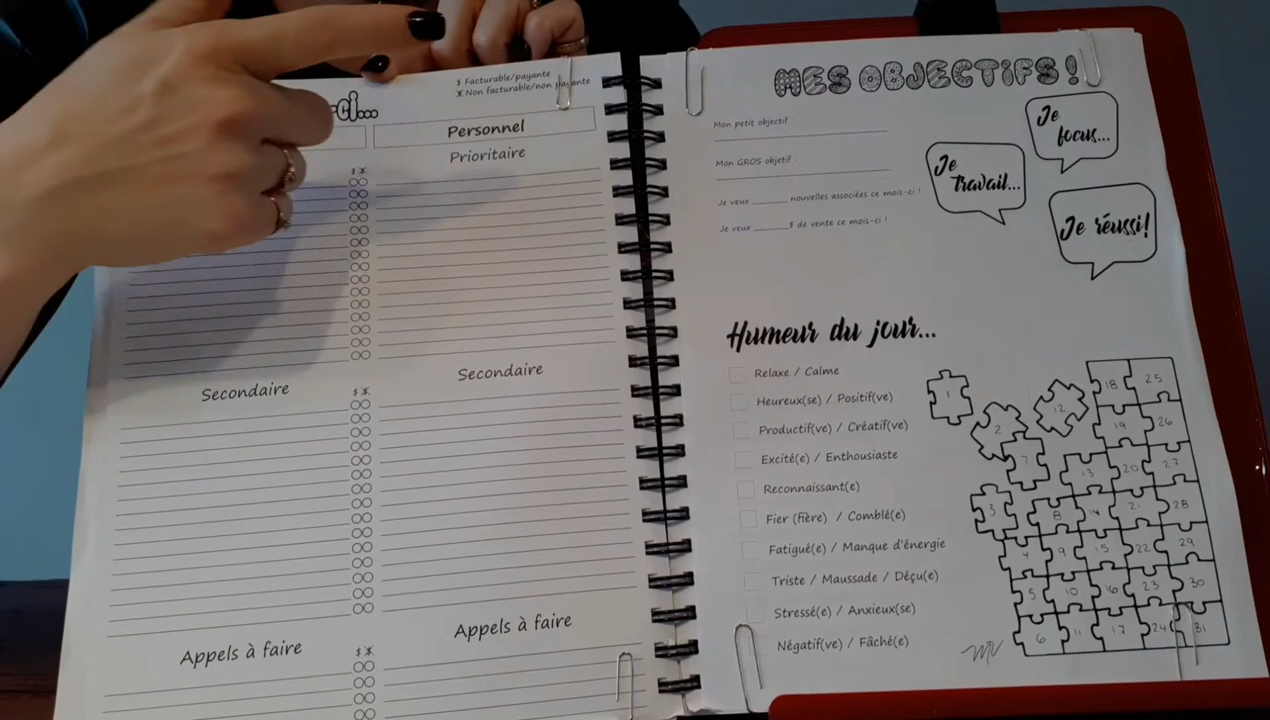 $ Facturable/payante
* Non facturable/non payante
-ci...
Personnel
Prioritaire
$ *
Secondaire
$ *
Secondaire
Appels à faire
$ *
Appels à faire
MES OBJECTIFS !
Mon petit objectif :
Mon GROS objetif :
Je veux ______ nouvelles associées ce mois-ci !
Je veux ______$ de vente ce mois-ci !
Je focus...
Je travail...
Je réussi!
Humeur du jour...
Relaxe / Calme
Heureux(se) / Positif(ve)
Productif(ve) / Créatif(ve)
Excité(e) / Enthousiaste
Reconnaissant(e)
Fier (fière) / Comblé(e)
Fatigué(e) / Manque d'énergie
Triste / Maussade / Déçu(e)
Stressé(e) / Anxieux(se)
Négatif(ve) / Fâché(e)
1 12 18 25
2 19 26
7 13 20 27
3 8 14 21 28
4 9 15 22 29
5 10 16 23 30
6 11 17 24 31